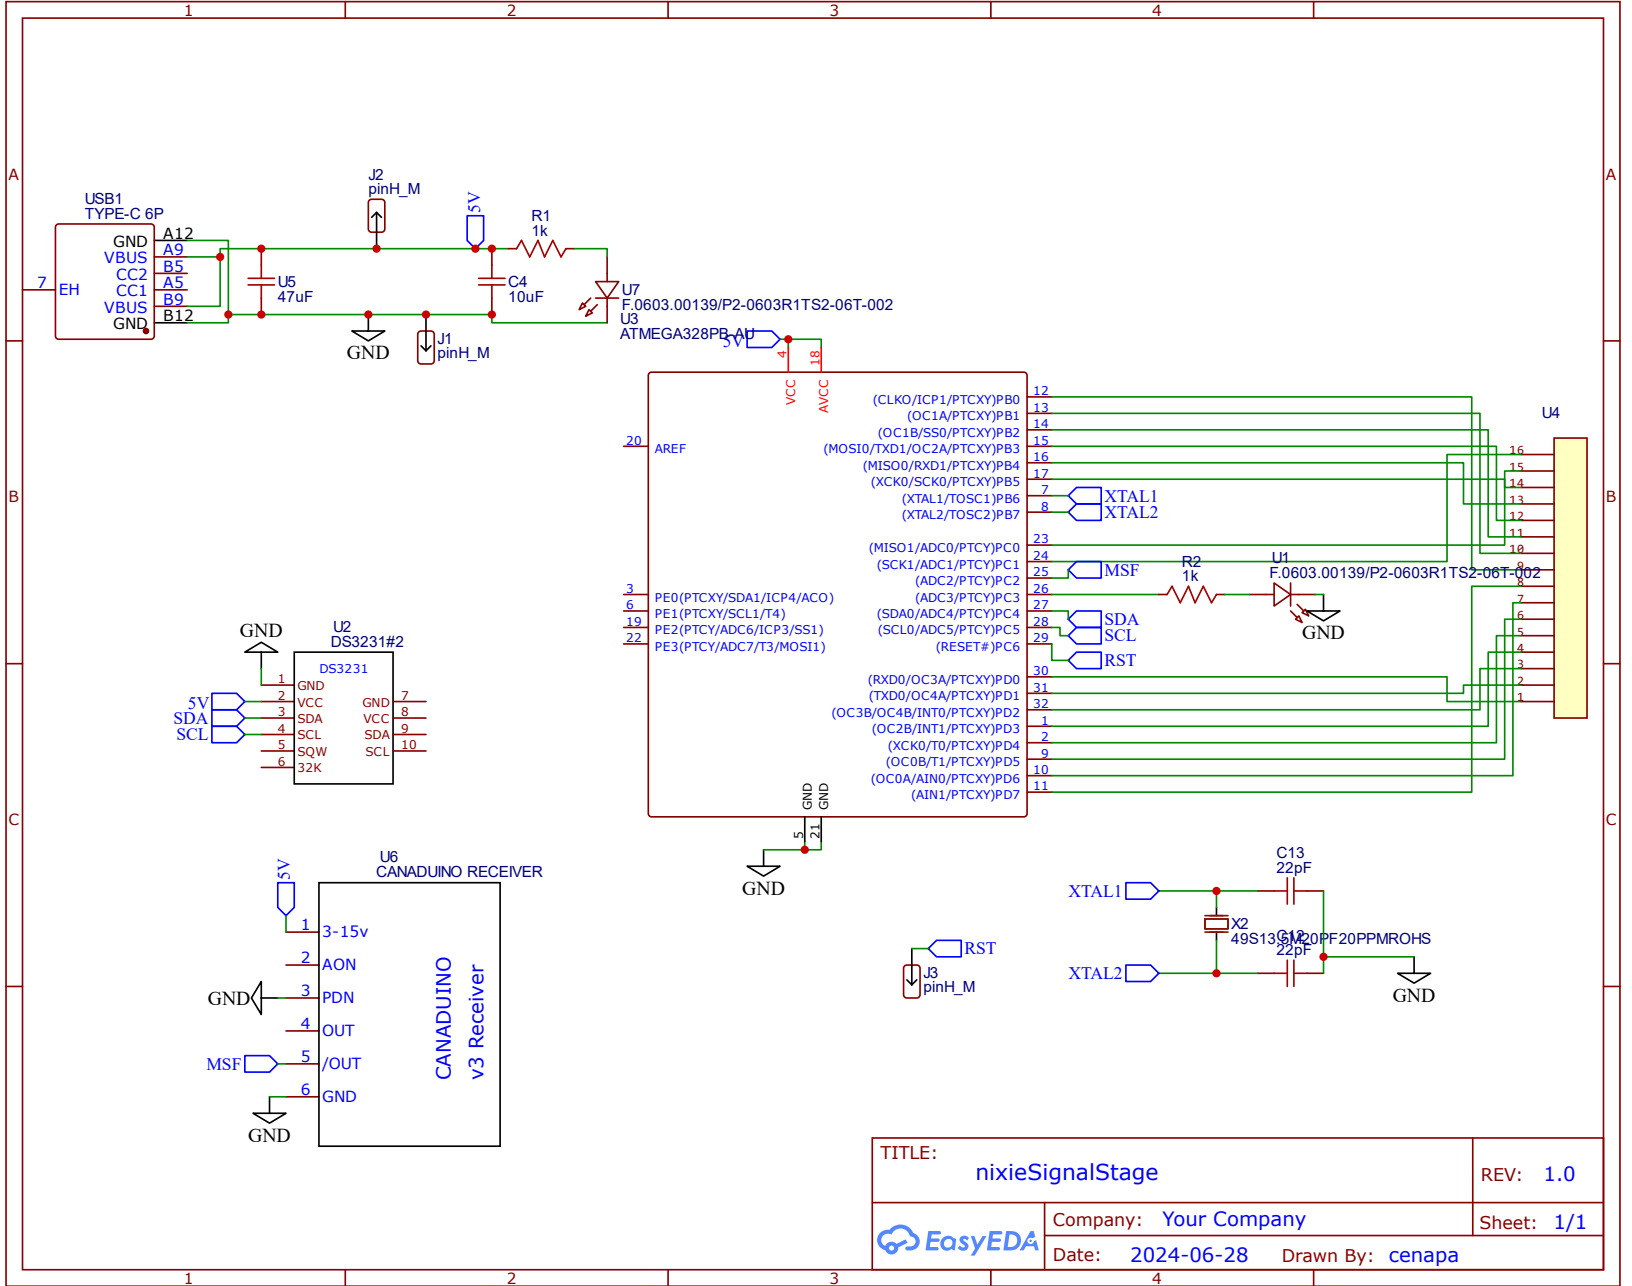 1 2 3 4
A A
B B
C C
USB1
TYPE-C 6P
7 EH
GND A12
VBUS A9
CC2 B5
CC1 A5
VBUS B9
GND B12
U5
47uF
J2
pinH_M
GND
J1
pinH_M
5V
R1
1k
C4
10uF
U7
F.0603.00139/P2-0603R1TS2-06T-002
U3
ATMEGA328PB-AU
5V
4 18
VCC AVCC
20 AREF
3 PE0(PTCXY/SDA1/ICP4/ACO)
6 PE1(PTCXY/SCL1/T4)
19 PE2(PTCY/ADC6/ICP3/SS1)
22 PE3(PTCY/ADC7/T3/MOSI1)
(CLKO/ICP1/PTCXY)PB0 12
(OC1A/PTCXY)PB1 13
(OC1B/SS0/PTCXY)PB2 14
(MOSI0/TXD1/OC2A/PTCXY)PB3 15
(MISO0/RXD1/PTCXY)PB4 16
(XCK0/SCK0/PTCXY)PB5 17
(XTAL1/TOSC1)PB6 7 XTAL1
(XTAL2/TOSC2)PB7 8 XTAL2
(MISO1/ADC0/PTCY)PC0 23
(SCK1/ADC1/PTCY)PC1 24
(ADC2/PTCY)PC2 25 MSF
(ADC3/PTCY)PC3 26
(SDA0/ADC4/PTCY)PC4 27 SDA
(SCL0/ADC5/PTCY)PC5 28 SCL
(RESET#)PC6 29 RST
(RXD0/OC3A/PTCXY)PD0 30
(TXD0/OC4A/PTCXY)PD1 31
(OC3B/OC4B/INT0/PTCXY)PD2 32
(OC2B/INT1/PTCXY)PD3 1
(XCK0/T0/PTCXY)PD4 2
(OC0B/T1/PTCXY)PD5 9
(OC0A/AIN0/PTCXY)PD6 10
(AIN1/PTCXY)PD7 11
GND GND
5 21
GND
R2
1k
U1
F.0603.00139/P2-0603R1TS2-06T-002
GND
U4
16
15
14
13
12
11
10
9
8
7
6
5
4
3
2
1
GND
U2
DS3231#2
DS3231
1 GND
5V 2 VCC
SDA 3 SDA
SCL 4 SCL
5 SQW
6 32K
GND 7
VCC 8
SDA 9
SCL 10
U6
CANADUINO RECEIVER
5V
1 3-15v
2 AON
GND 3 PDN
4 OUT
MSF 5 /OUT
6 GND
GND
CANADUINO
v3 Receiver
RST
J3
pinH_M
XTAL1
XTAL2
C13
22pF
X2
49S13.5M20PF20PPMROHS
C12
22pF
GND
TITLE:
nixieSignalStage
REV: 1.0
EasyEDA
Company: Your Company
Sheet: 1/1
Date: 2024-06-28 Drawn By: cenapa
1 2 3 4